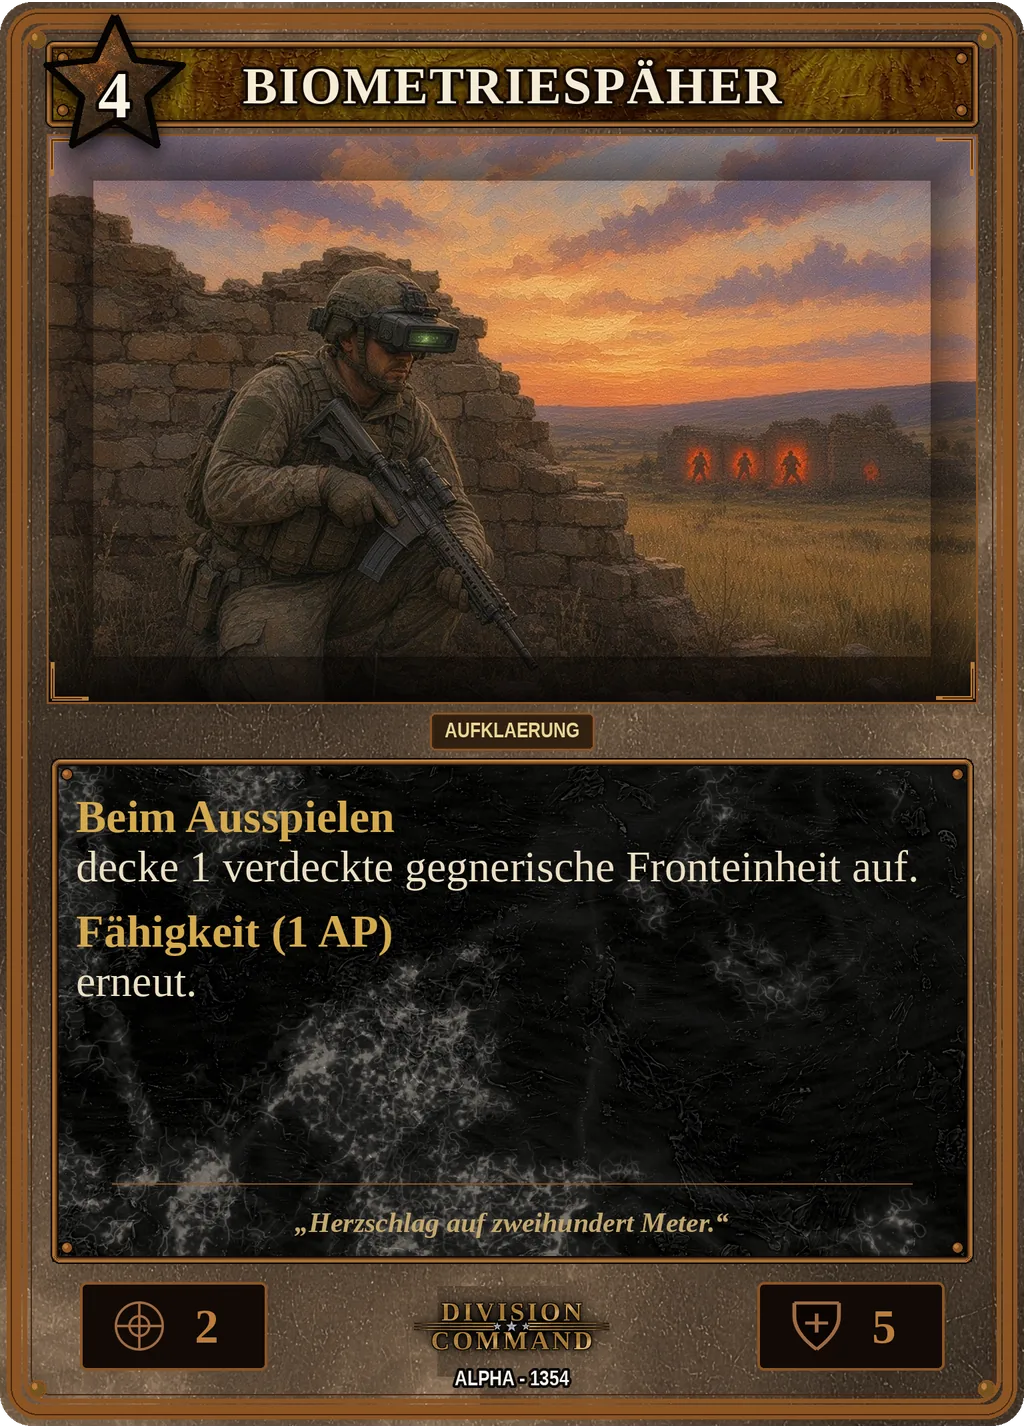 4
BIOMETRIESPÄHER
AUFKLAERUNG
Beim Ausspielen
decke 1 verdeckte gegnerische Fronteinheit auf.
Fähigkeit (1 AP)
erneut.
„Herzschlag auf zweihundert Meter.“
2
DIVISION
COMMAND
ALPHA - 1354
5